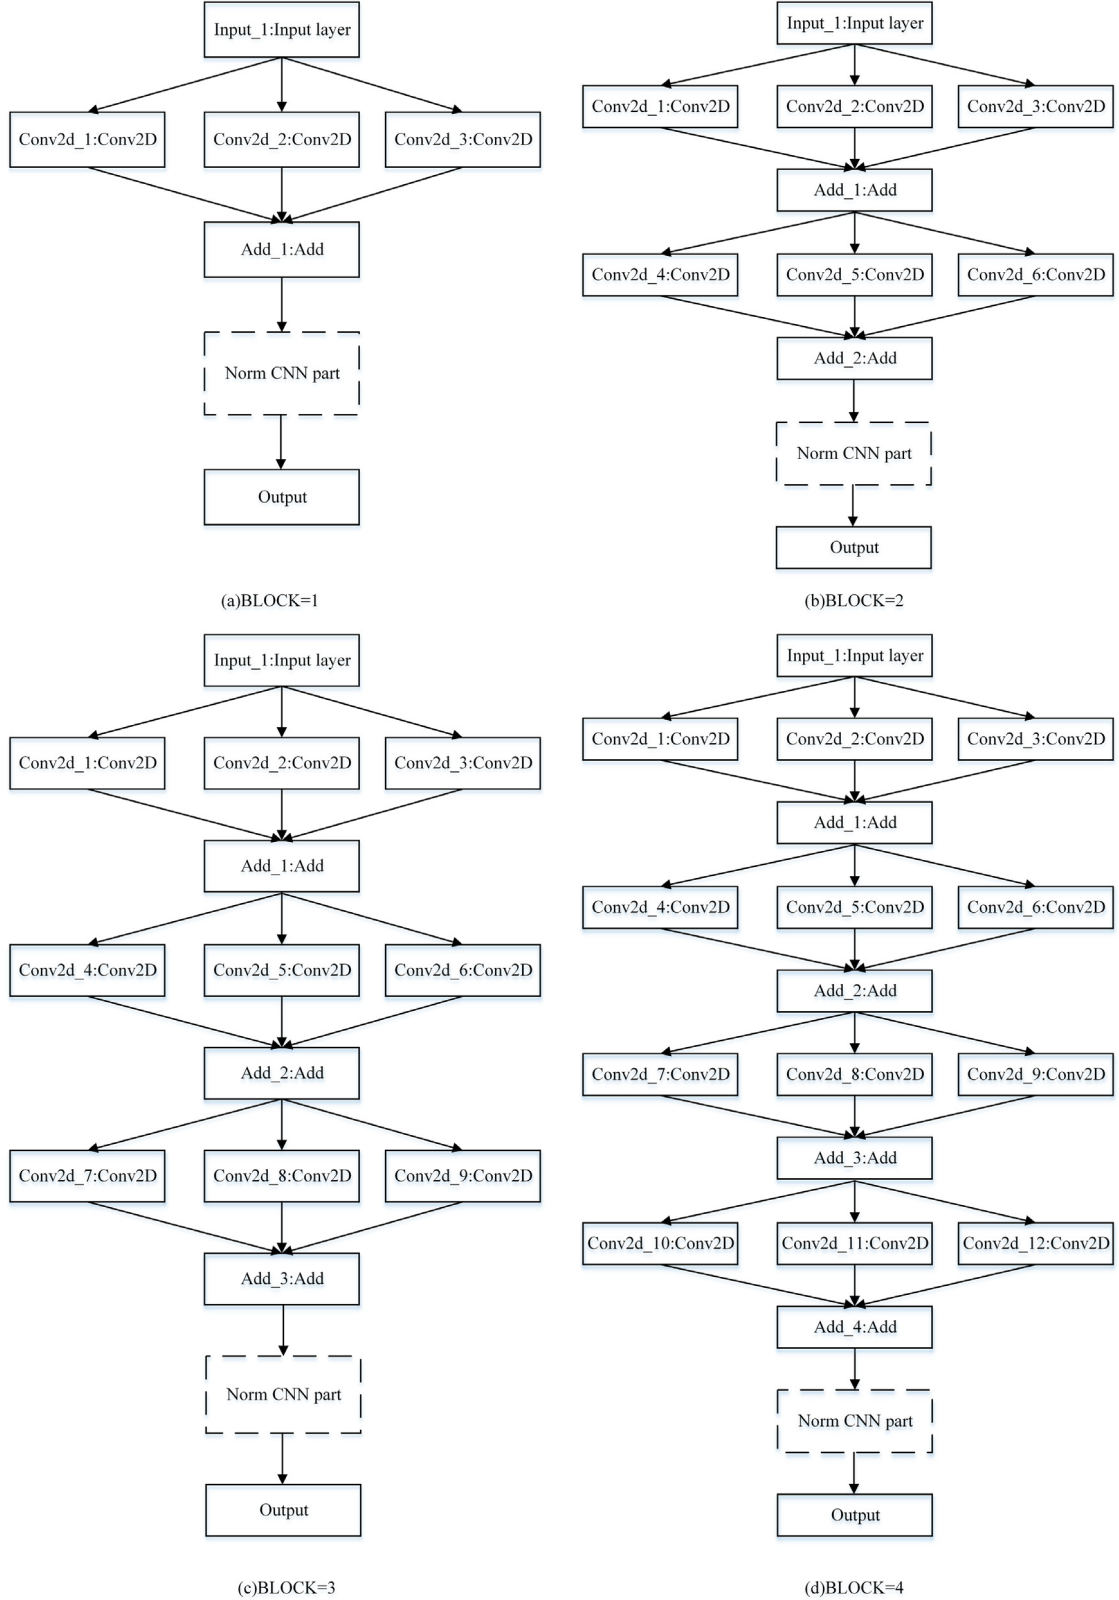 Input_1:Input layer
Conv2d_1:Conv2D
Conv2d_2:Conv2D
Conv2d_3:Conv2D
Add_1:Add
Norm CNN part
Output
(a)BLOCK=1
Input_1:Input layer
Conv2d_1:Conv2D
Conv2d_2:Conv2D
Conv2d_3:Conv2D
Add_1:Add
Conv2d_4:Conv2D
Conv2d_5:Conv2D
Conv2d_6:Conv2D
Add_2:Add
Norm CNN part
Output
(b)BLOCK=2
Input_1:Input layer
Conv2d_1:Conv2D
Conv2d_2:Conv2D
Conv2d_3:Conv2D
Add_1:Add
Conv2d_4:Conv2D
Conv2d_5:Conv2D
Conv2d_6:Conv2D
Add_2:Add
Conv2d_7:Conv2D
Conv2d_8:Conv2D
Conv2d_9:Conv2D
Add_3:Add
Norm CNN part
Output
(c)BLOCK=3
Input_1:Input layer
Conv2d_1:Conv2D
Conv2d_2:Conv2D
Conv2d_3:Conv2D
Add_1:Add
Conv2d_4:Conv2D
Conv2d_5:Conv2D
Conv2d_6:Conv2D
Add_2:Add
Conv2d_7:Conv2D
Conv2d_8:Conv2D
Conv2d_9:Conv2D
Add_3:Add
Conv2d_10:Conv2D
Conv2d_11:Conv2D
Conv2d_12:Conv2D
Add_4:Add
Norm CNN part
Output
(d)BLOCK=4